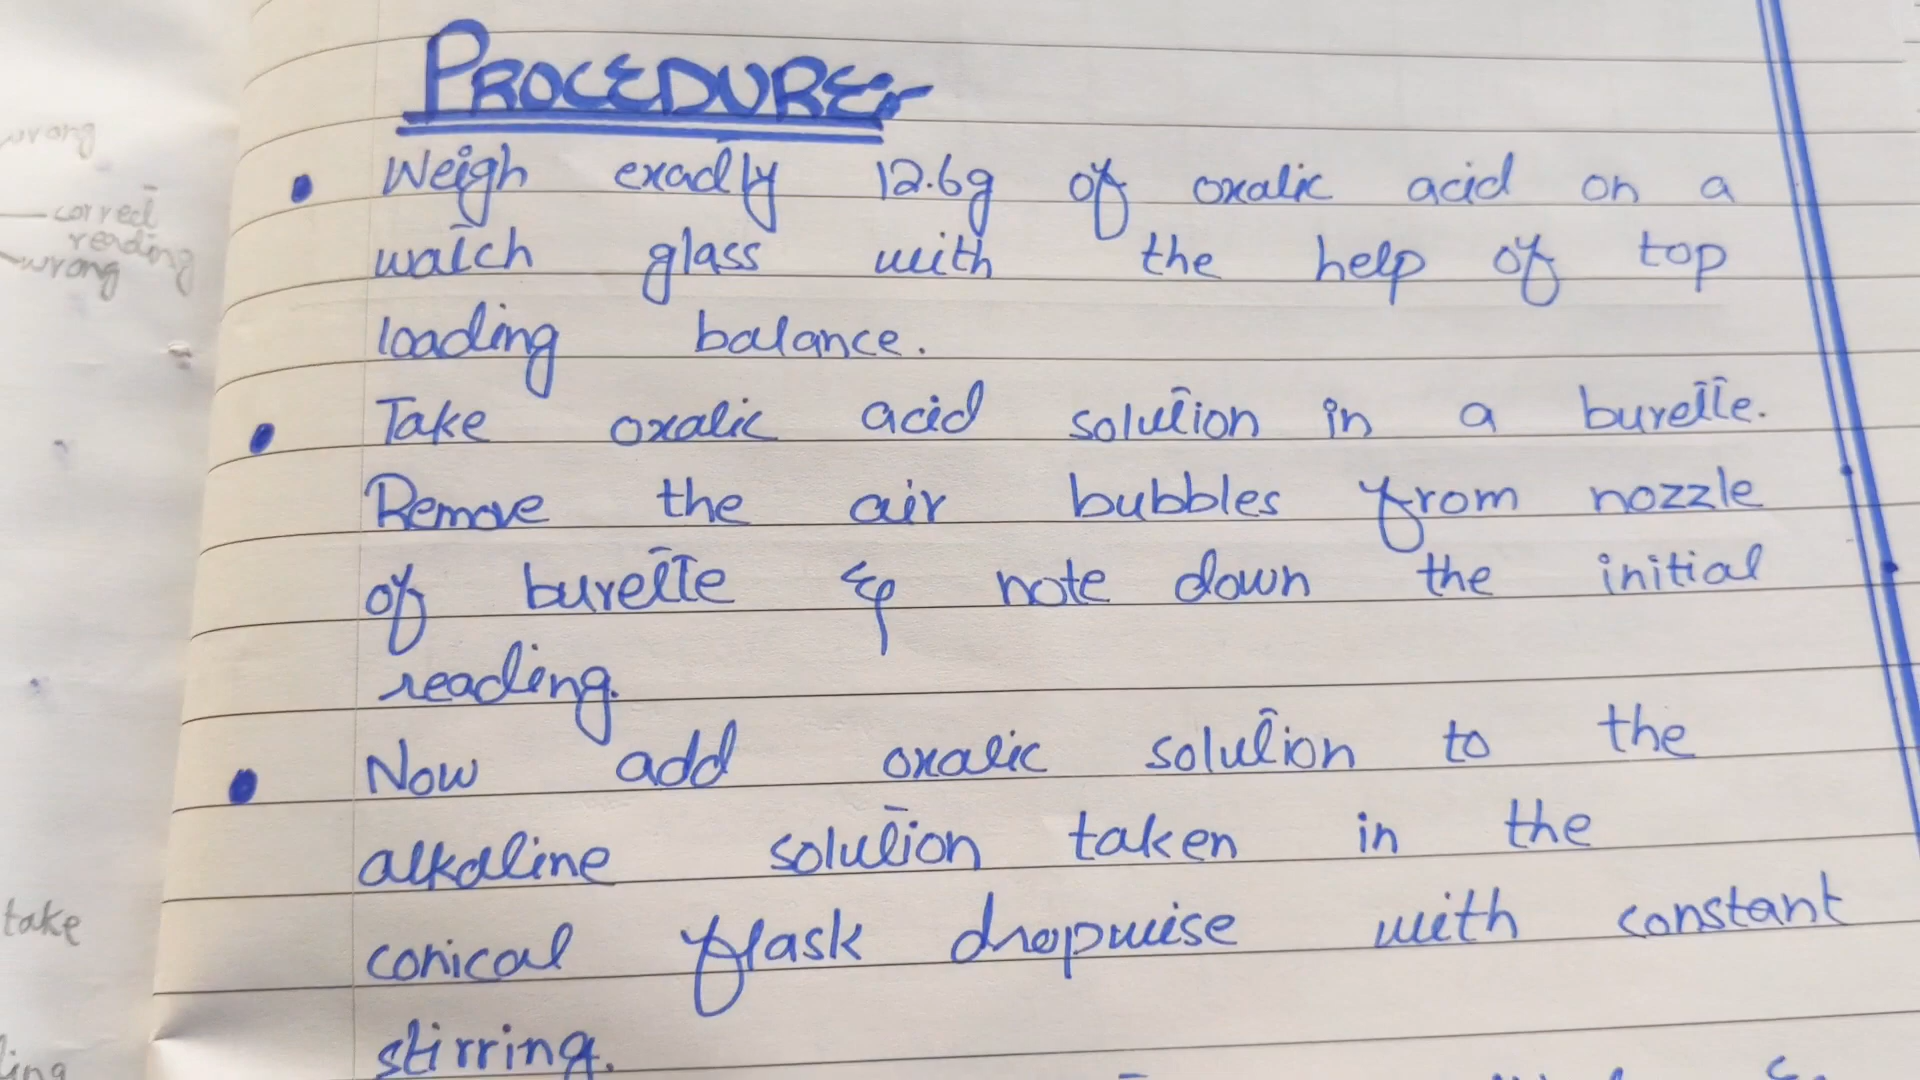 PROCEDURE:-
• Weigh exactly 12.6g of oxalic acid on a
watch glass with the help of top
loading balance.
• Take oxalic acid solution in a burette.
Remove the air bubbles from nozzle
of burette & note down the initial
reading.
• Now add oxalic solution to the
alkaline solution taken in the
conical flask dropwise with constant
stirring.
wrong
correct
reading
wrong
take